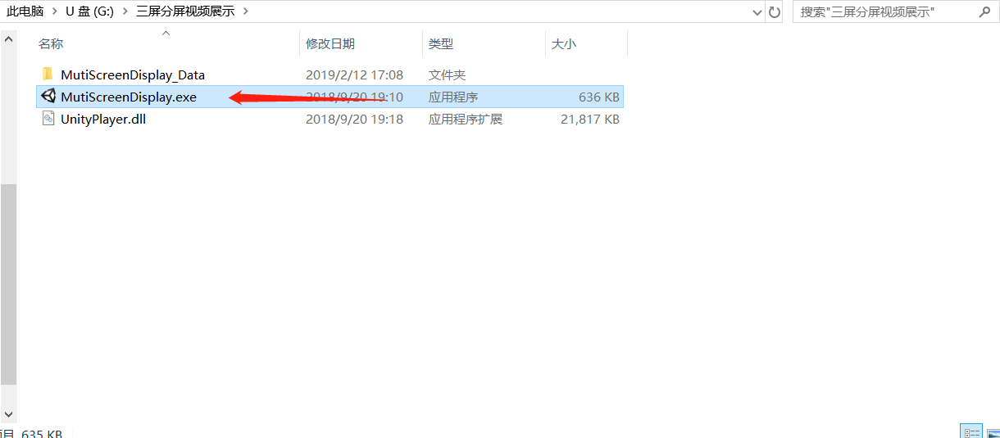 此电脑 > U 盘 (G:) > 三屏分屏视频展示 >
搜索"三屏分屏视频展示"
名称 修改日期 类型 大小
MutiScreenDisplay_Data 2019/2/12 17:08 文件夹
MutiScreenDisplay.exe 2018/9/20 19:10 应用程序 636 KB
UnityPlayer.dll 2018/9/20 19:18 应用程序扩展 21,817 KB
635 KB